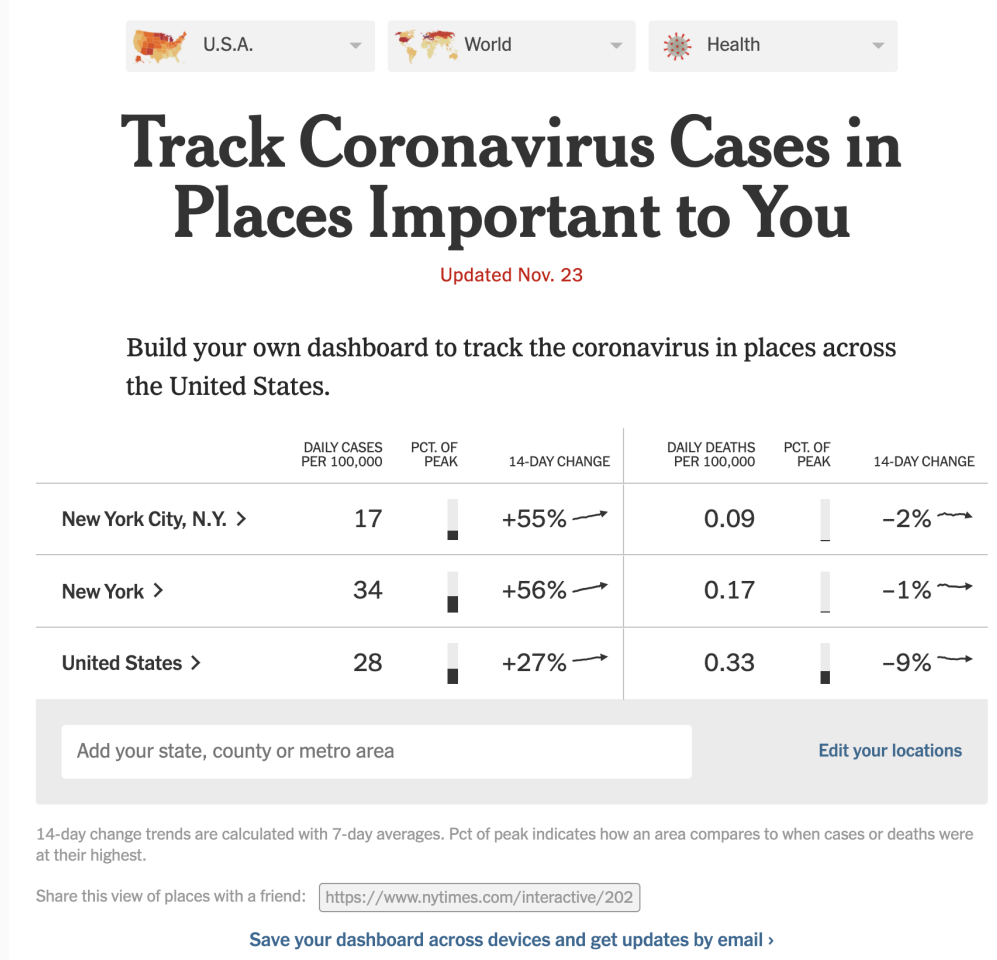 U.S.A. World Health
Track Coronavirus Cases in
Places Important to You
Updated Nov. 23
Build your own dashboard to track the coronavirus in places across
the United States.
DAILY CASES PCT. OF DAILY DEATHS PCT. OF
PER 100,000 PEAK 14-DAY CHANGE PER 100,000 PEAK 14-DAY CHANGE
New York City, N.Y. > 17 +55% 0.09 –2%
New York > 34 +56% 0.17 –1%
United States > 28 +27% 0.33 –9%
Add your state, county or metro area Edit your locations
14-day change trends are calculated with 7-day averages. Pct of peak indicates how an area compares to when cases or deaths were
at their highest.
Share this view of places with a friend: https://www.nytimes.com/interactive/202
Save your dashboard across devices and get updates by email ›